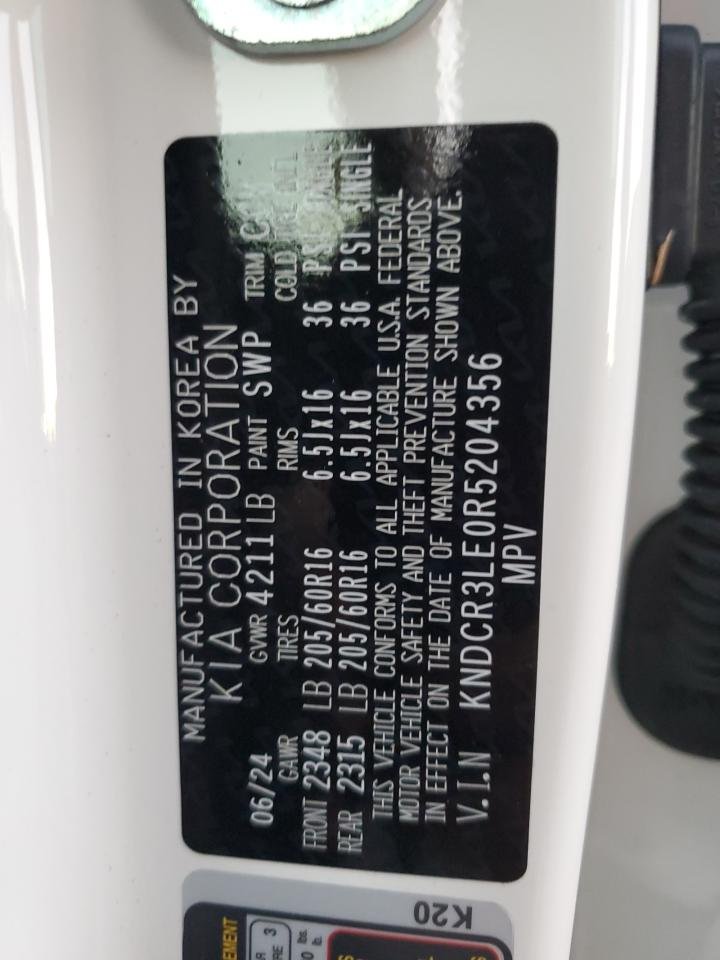 MANUFACTURED IN KOREA BY
KIA CORPORATION
06/24 GVWR 4211 LB PAINT SWP TRIM
GAWR TIRES RIMS COLD
FRONT 2348 LB 205/60R16 6.5Jx16 36 PSI
REAR 2315 LB 205/60R16 6.5Jx16 36 PSI SINGLE
THIS VEHICLE CONFORMS TO ALL APPLICABLE U.S.A. FEDERAL
MOTOR VEHICLE SAFETY AND THEFT PREVENTION STANDARDS
IN EFFECT ON THE DATE OF MANUFACTURE SHOWN ABOVE.
V.I.N KNDCR3LE0R5204356
MPV
K20